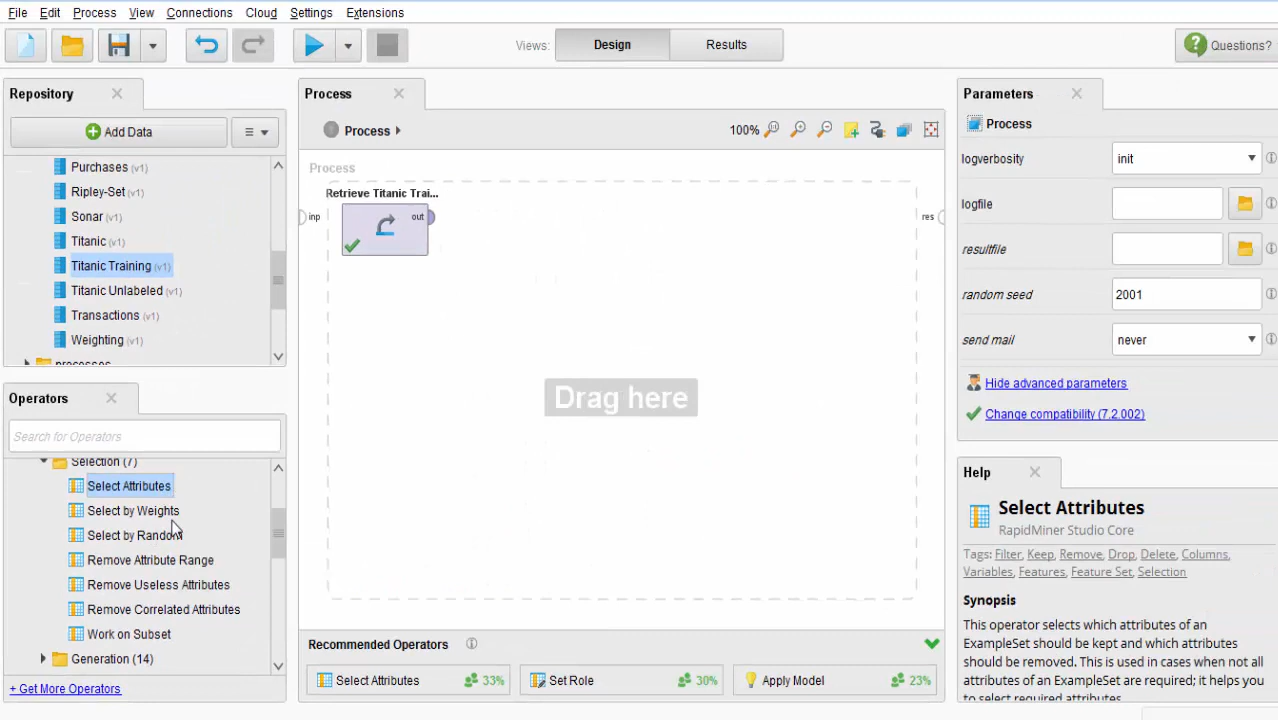 File Edit Process View Connections Cloud Settings Extensions
Views: Design Results Questions?
Repository
Add Data
Purchases (v1)
Ripley-Set (v1)
Sonar (v1)
Titanic (v1)
Titanic Training (v1)
Titanic Unlabeled (v1)
Transactions (v1)
Weighting (v1)
processes
Operators
Search for Operators
Selection (7)
Select Attributes
Select by Weights
Select by Random
Remove Attribute Range
Remove Useless Attributes
Remove Correlated Attributes
Work on Subset
Generation (14)
+ Get More Operators
Process
Process
100%
Process
Retrieve Titanic Trai...
inp
out
res
Drag here
Recommended Operators
Select Attributes 33%
Set Role 30%
Apply Model 23%
Parameters
Process
logverbosity init
logfile
resultfile
random seed 2001
send mail never
Hide advanced parameters
Change compatibility (7.2.002)
Help
Select Attributes
RapidMiner Studio Core
Tags: Filter, Keep, Remove, Drop, Delete, Columns,
Variables, Features, Feature Set, Selection
Synopsis
This operator selects which attributes of an
ExampleSet should be kept and which attributes
should be removed. This is used in cases when not all
attributes of an ExampleSet are required; it helps you
to select required attributes.